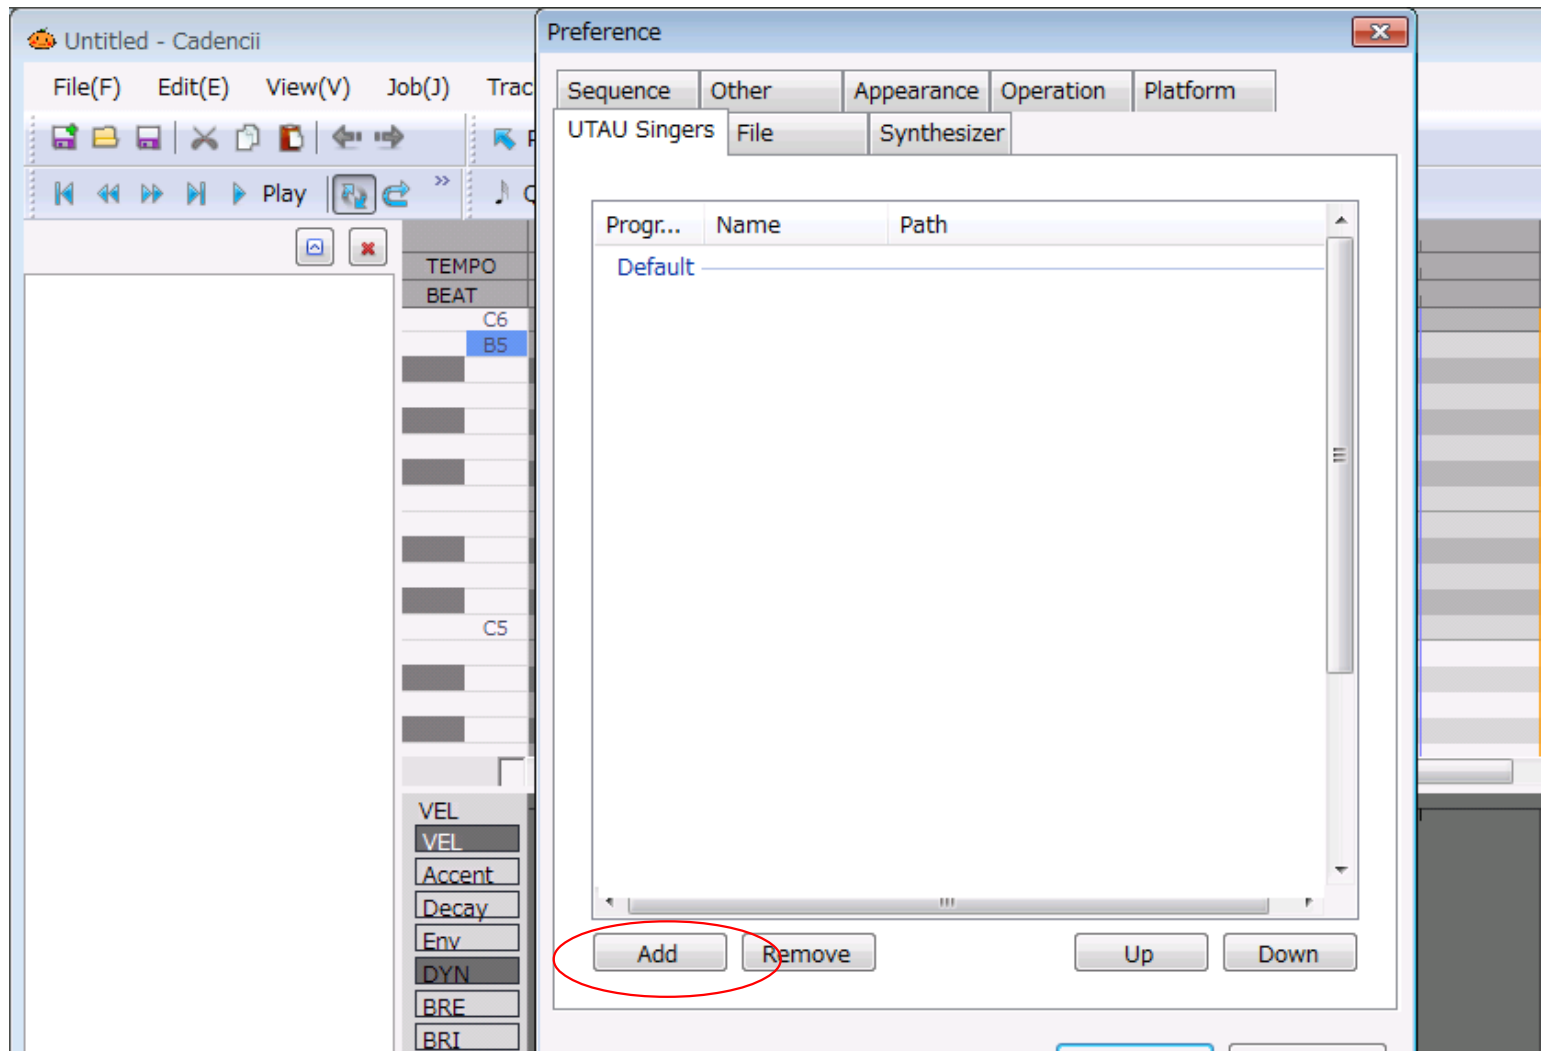 Untitled - Cadencii
File(F) Edit(E) View(V) Job(J) Trac
Play
TEMPO
BEAT
C6
B5
C5
VEL
VEL
Accent
Decay
Env
DYN
BRE
BRI
Preference
Sequence Other Appearance Operation Platform
UTAU Singers File Synthesizer
Progr... Name Path
Default
Add Remove Up Down